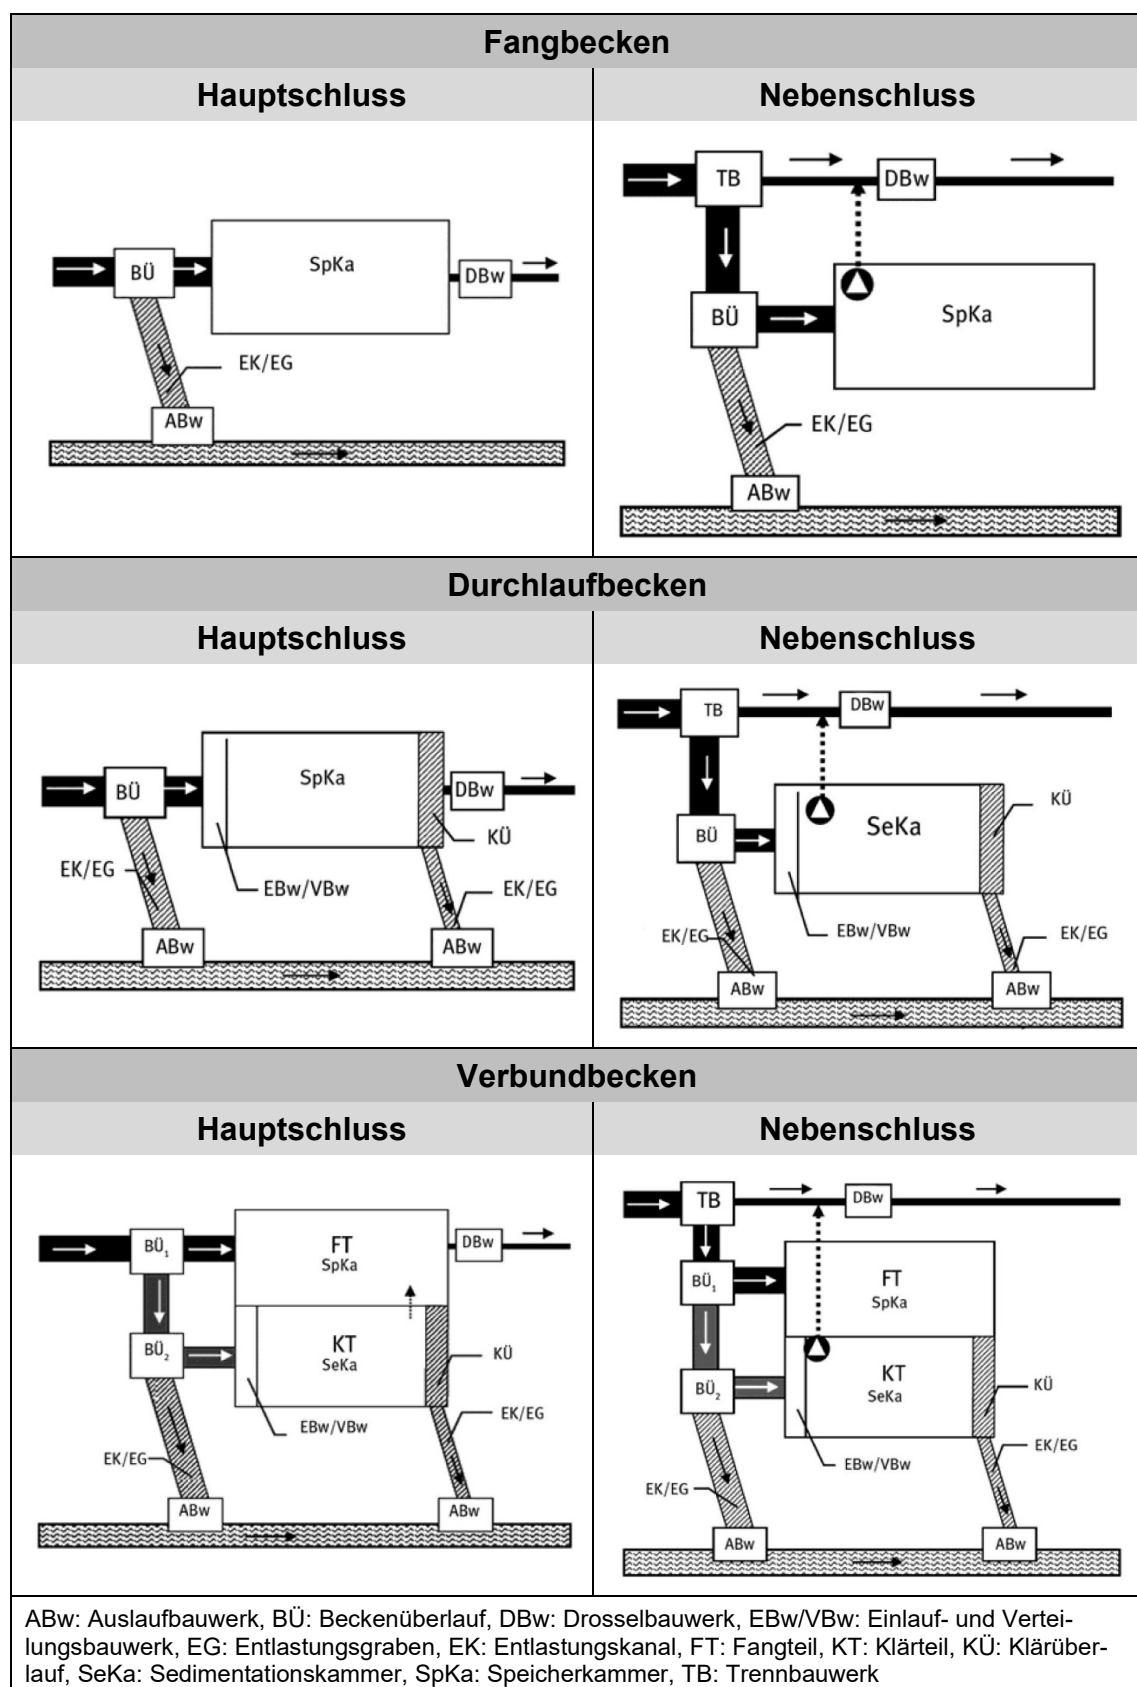 Fangbecken
Hauptschluss
Nebenschluss
BÜ
SpKa
DBw
EK/EG
ABw
TB
DBw
BÜ
SpKa
EK/EG
ABw
Durchlaufbecken
Hauptschluss
Nebenschluss
BÜ
SpKa
DBw
KÜ
EK/EG
EBw/VBw
EK/EG
ABw
ABw
TB
DBw
BÜ
SeKa
KÜ
EK/EG
EBw/VBw
EK/EG
ABw
ABw
Verbundbecken
Hauptschluss
Nebenschluss
BÜ1
FT
SpKa
DBw
BÜ2
KT
SeKa
KÜ
EBw/VBw
EK/EG
EK/EG
ABw
ABw
TB
DBw
BÜ1
FT
SpKa
BÜ2
KT
SeKa
KÜ
EBw/VBw
EK/EG
EK/EG
ABw
ABw
ABw: Auslaufbauwerk, BÜ: Beckenüberlauf, DBw: Drosselbauwerk, EBw/VBw: Einlauf- und Vertei-
lungsbauwerk, EG: Entlastungsgraben, EK: Entlastungskanal, FT: Fangteil, KT: Klärteil, KÜ: Klärüber-
lauf, SeKa: Sedimentationskammer, SpKa: Speicherkammer, TB: Trennbauwerk